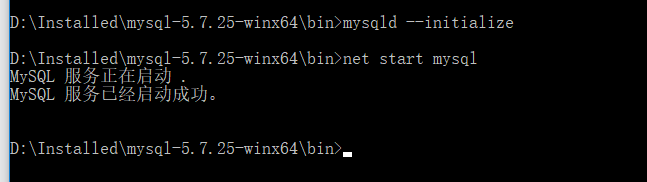 D:\Installed\mysql-5.7.25-winx64\bin>mysqld --initialize
D:\Installed\mysql-5.7.25-winx64\bin>net start mysql
MySQL 服务正在启动 .
MySQL 服务已经启动成功。
D:\Installed\mysql-5.7.25-winx64\bin>